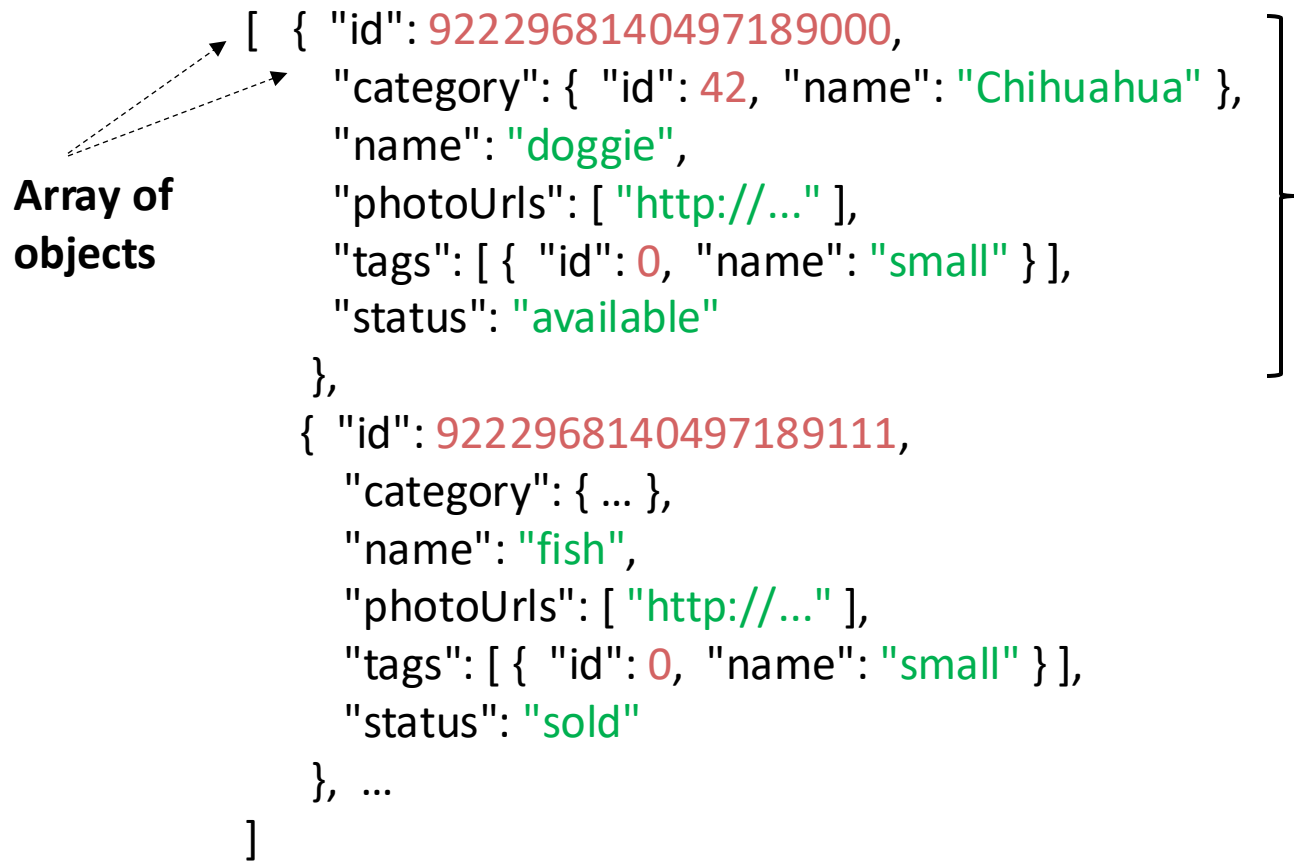 [ { "id": 9222968140497189000,
"category": { "id": 42, "name": "Chihuahua" },
"name": "doggie",
"photoUrls": [ "http://..." ],
"tags": [ { "id": 0, "name": "small" } ],
"status": "available"
},
Array of
objects
{ "id": 9222968140497189111,
"category": { … },
"name": "fish",
"photoUrls": [ "http://..." ],
"tags": [ { "id": 0, "name": "small" } ],
"status": "sold"
}, …
]